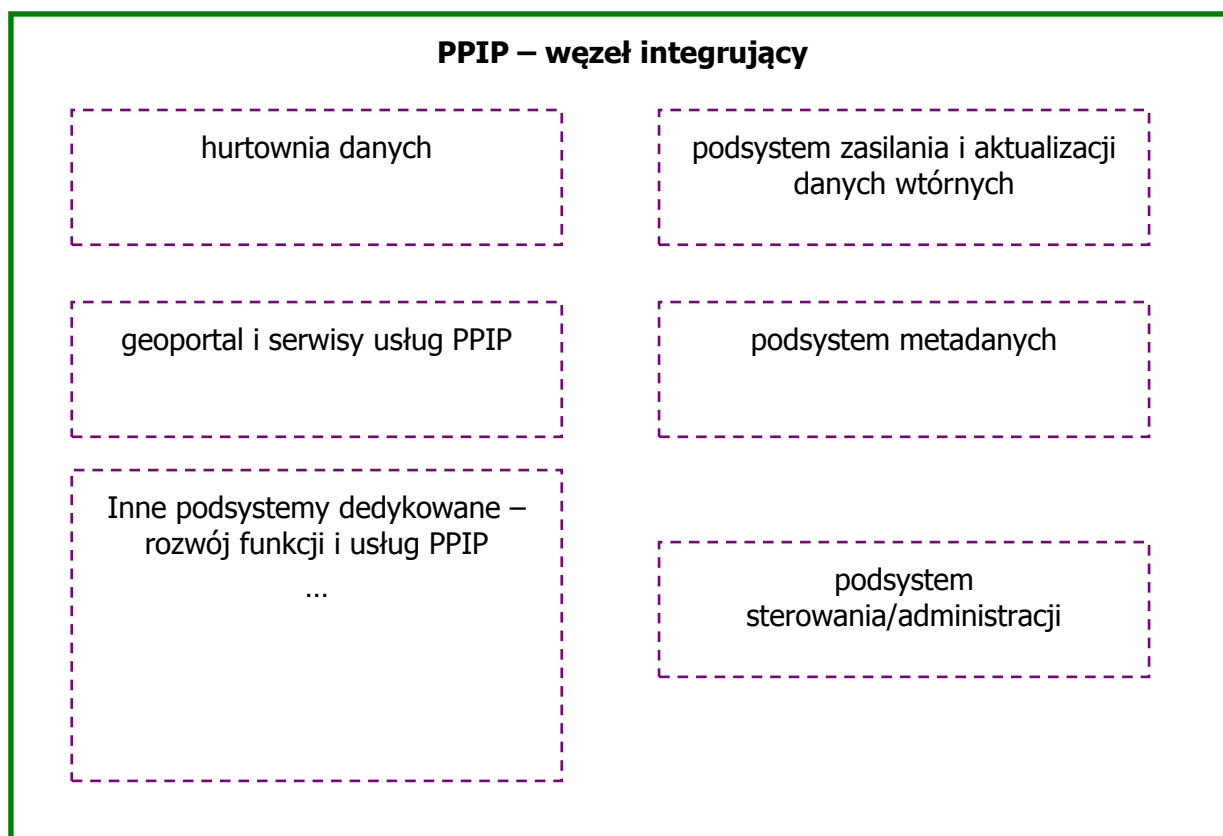 PPIP – węzeł integrujący
hurtownia danych
podsystem zasilania i aktualizacji
danych wtórnych
geoportal i serwisy usług PPIP
podsystem metadanych
Inne podsystemy dedykowane –
rozwój funkcji i usług PPIP
…
podsystem
sterowania/administracji